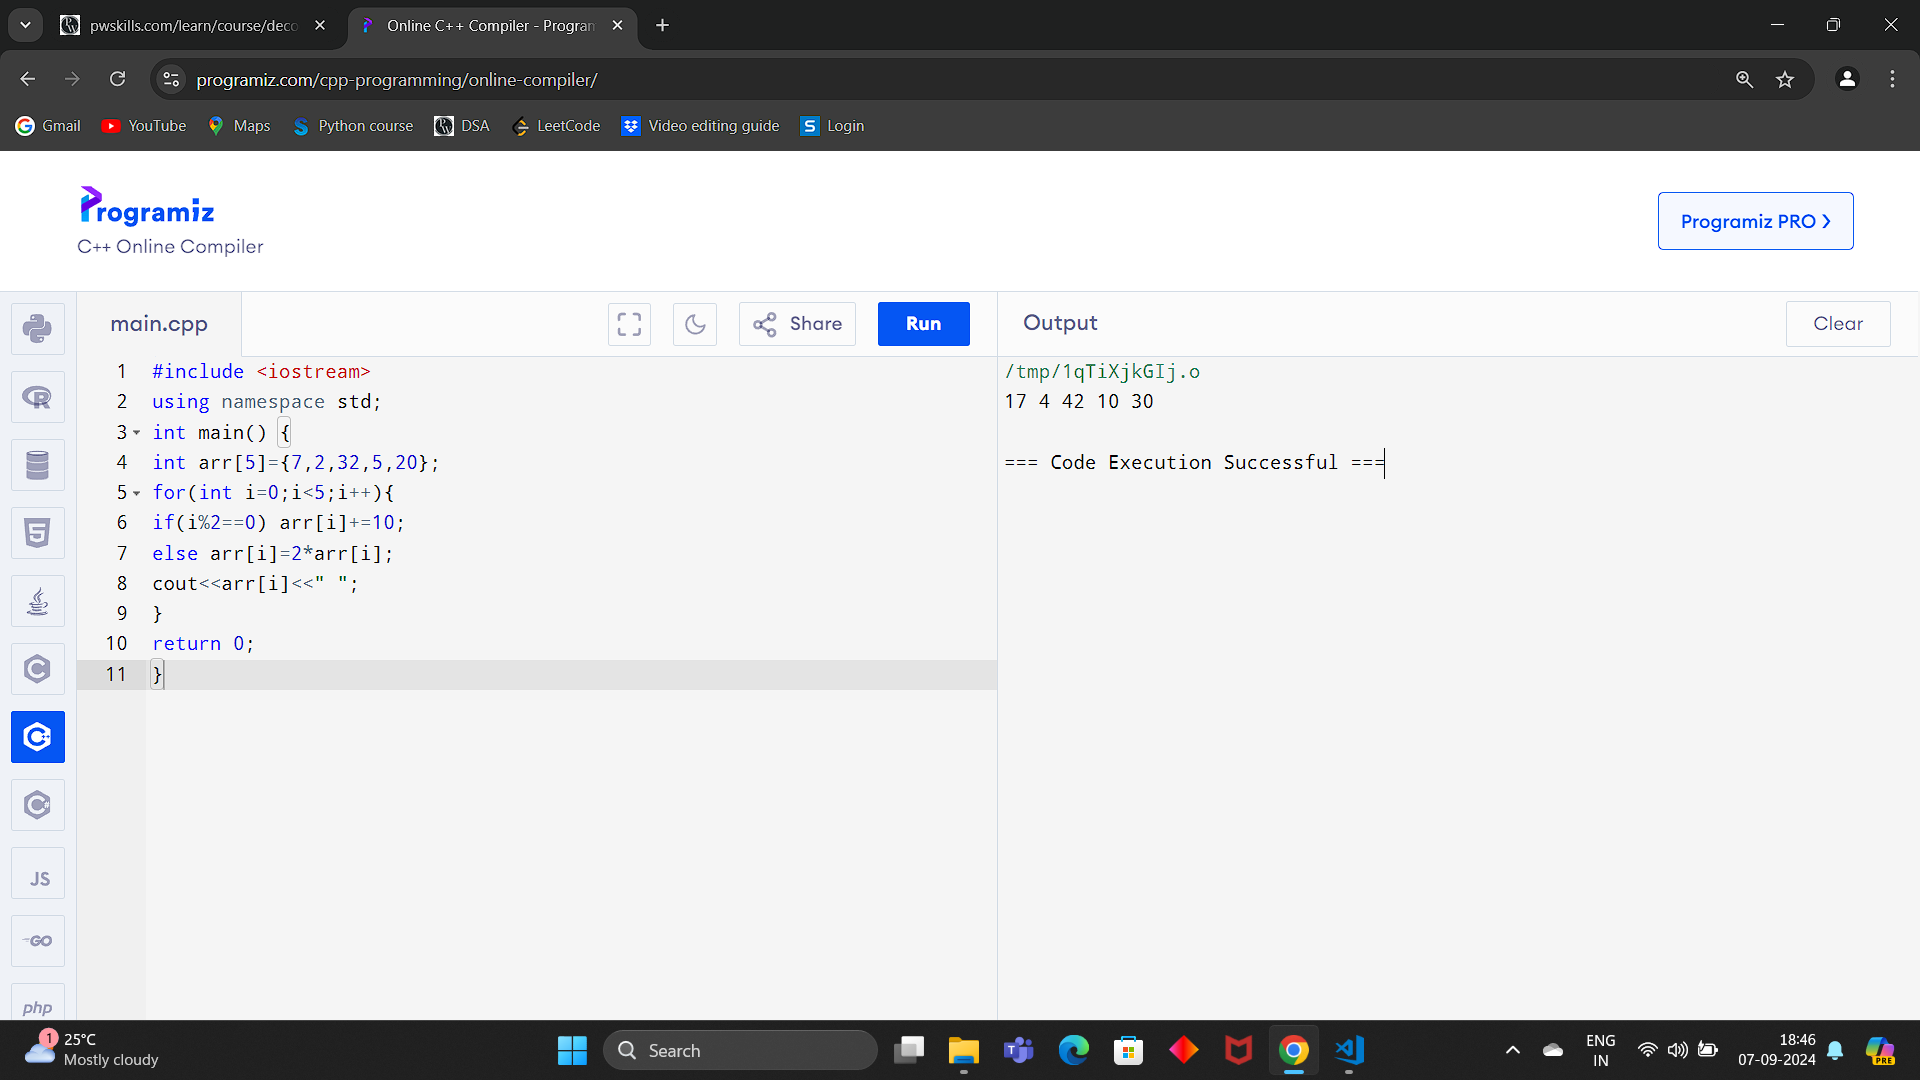 pwskills.com/learn/course/deco
Online C++ Compiler - Program
programiz.com/cpp-programming/online-compiler/
Gmail
YouTube
Maps
Python course
DSA
LeetCode
Video editing guide
S
Login
Programiz
C++ Online Compiler
Programiz PRO >
main.cpp
Share
Run
Output
Clear
1 #include <iostream>
2 using namespace std;
3 int main() {
4 int arr[5]={7,2,32,5,20};
5 for(int i=0;i<5;i++){
6 if(i%2==0) arr[i]+=10;
7 else arr[i]=2*arr[i];
8 cout<<arr[i]<<" ";
9 }
10 return 0;
11 }
/tmp/1qTiXjkGIj.o
17 4 42 10 30
=== Code Execution Successful ===
R
5
C
C+
C#
JS
GO
php
1
25°C
Mostly cloudy
Search
ENG
IN
18:46
07-09-2024
PRE